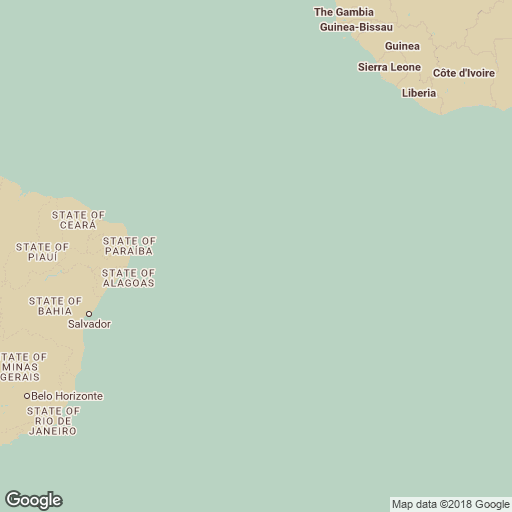 The Gambia
Guinea-Bissau
Guinea
Sierra Leone
Côte d'Ivoire
Liberia
STATE OF
CEARÁ
STATE OF
PARAÍBA
STATE OF
PIAUÍ
STATE OF
ALAGOAS
STATE OF
BAHIA
Salvador
STATE OF
MINAS
GERAIS
Belo Horizonte
STATE OF
RIO DE
JANEIRO
Google
Map data ©2018 Google